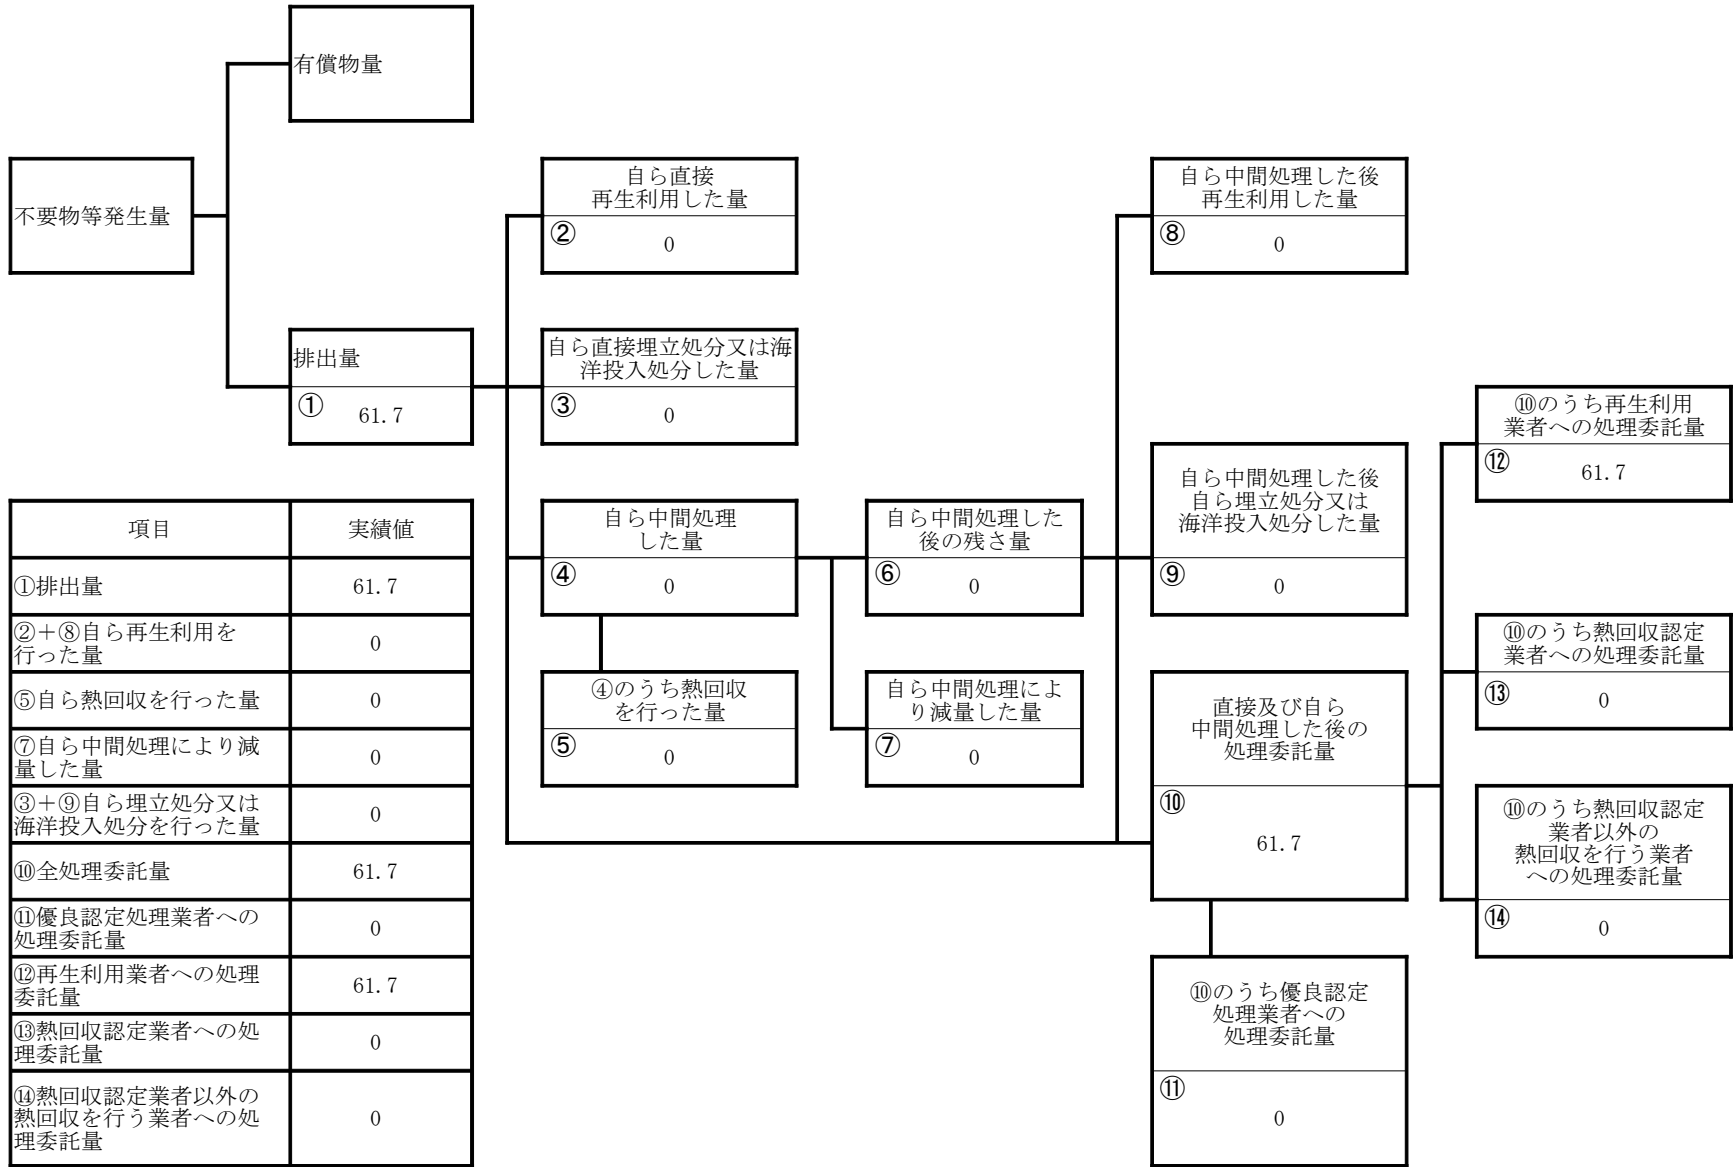 有償物量
不要物等発生量
自ら直接
再生利用した量
②
0
自ら中間処理した後
再生利用した量
⑧
0
排出量
①
61.7
自ら直接埋立処分又は海
洋投入処分した量
③
0
⑩のうち再生利用
業者への処理委託量
⑫
61.7
自ら中間処理
した量
④
0
自ら中間処理した
後の残さ量
⑥
0
自ら中間処理した後
自ら埋立処分又は
海洋投入処分した量
⑨
0
⑩のうち熱回収認定
業者への処理委託量
⑬
0
④のうち熱回収
を行った量
⑤
0
自ら中間処理によ
り減量した量
⑦
0
直接及び自ら
中間処理した後の
処理委託量
⑩
61.7
⑩のうち熱回収認定
業者以外の
熱回収を行う業者
への処理委託量
⑭
0
⑩のうち優良認定
処理業者への
処理委託量
⑪
0
項目 実績値
①排出量 61.7
②+⑧自ら再生利用を
行った量 0
⑤自ら熱回収を行った量 0
⑦自ら中間処理により減
量した量 0
③+⑨自ら埋立処分又は
海洋投入処分を行った量 0
⑩全処理委託量 61.7
⑪優良認定処理業者への
処理委託量 0
⑫再生利用業者への処理
委託量 61.7
⑬熱回収認定業者への処
理委託量 0
⑭熱回収認定業者以外の
熱回収を行う業者への処
理委託量 0